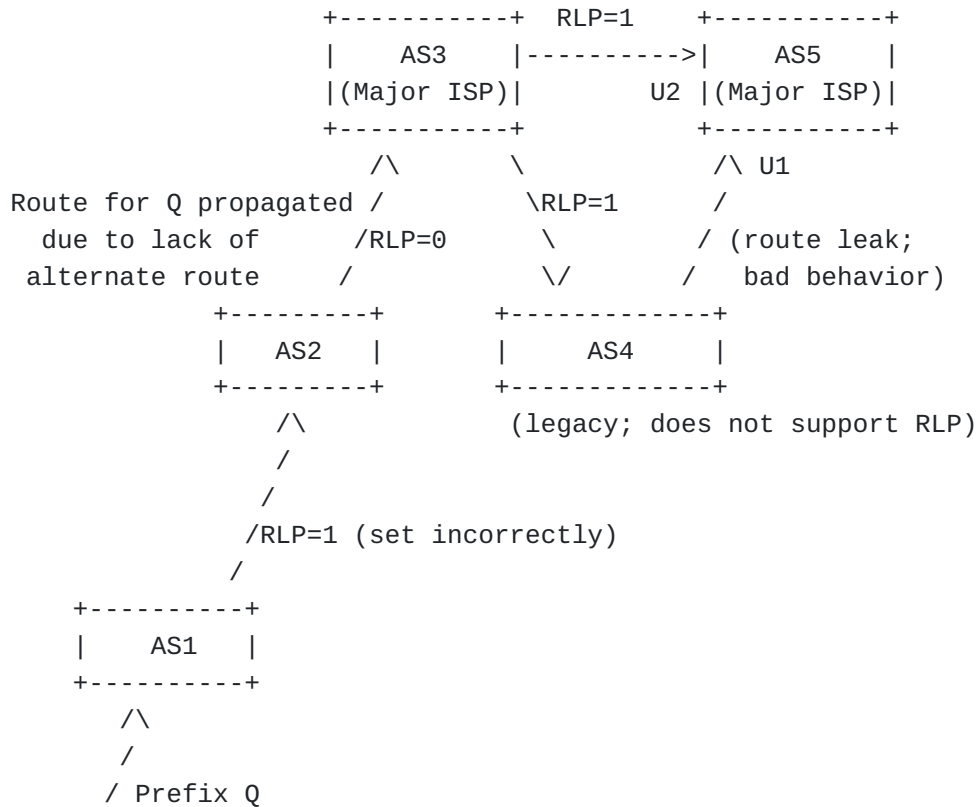 +-----------+ RLP=1 +-----------+
| AS3 |---------->| AS5 |
|(Major ISP)| U2 |(Major ISP)|
+-----------+ +-----------+
/\ \ /\ U1
Route for Q propagated / \RLP=1 /
due to lack of /RLP=0 \ / (route leak;
alternate route / \/ / bad behavior)
+---------+ +-------------+
| AS2 | | AS4 |
+---------+ +-------------+
/\ (legacy; does not support RLP)
/
/
/RLP=1 (set incorrectly)
/
+----------+
| AS1 |
+----------+
/\
/
/ Prefix Q